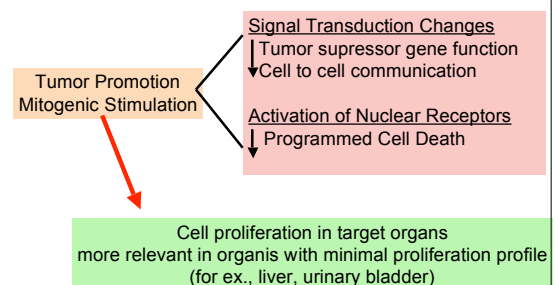 Signal Transduction Changes
Tumor supressor gene function
Cell to cell communication
Tumor Promotion
Mitogenic Stimulation
Activation of Nuclear Receptors
Programmed Cell Death
Cell proliferation in target organs
more relevant in organis with minimal proliferation profile
(for ex., liver, urinary bladder)